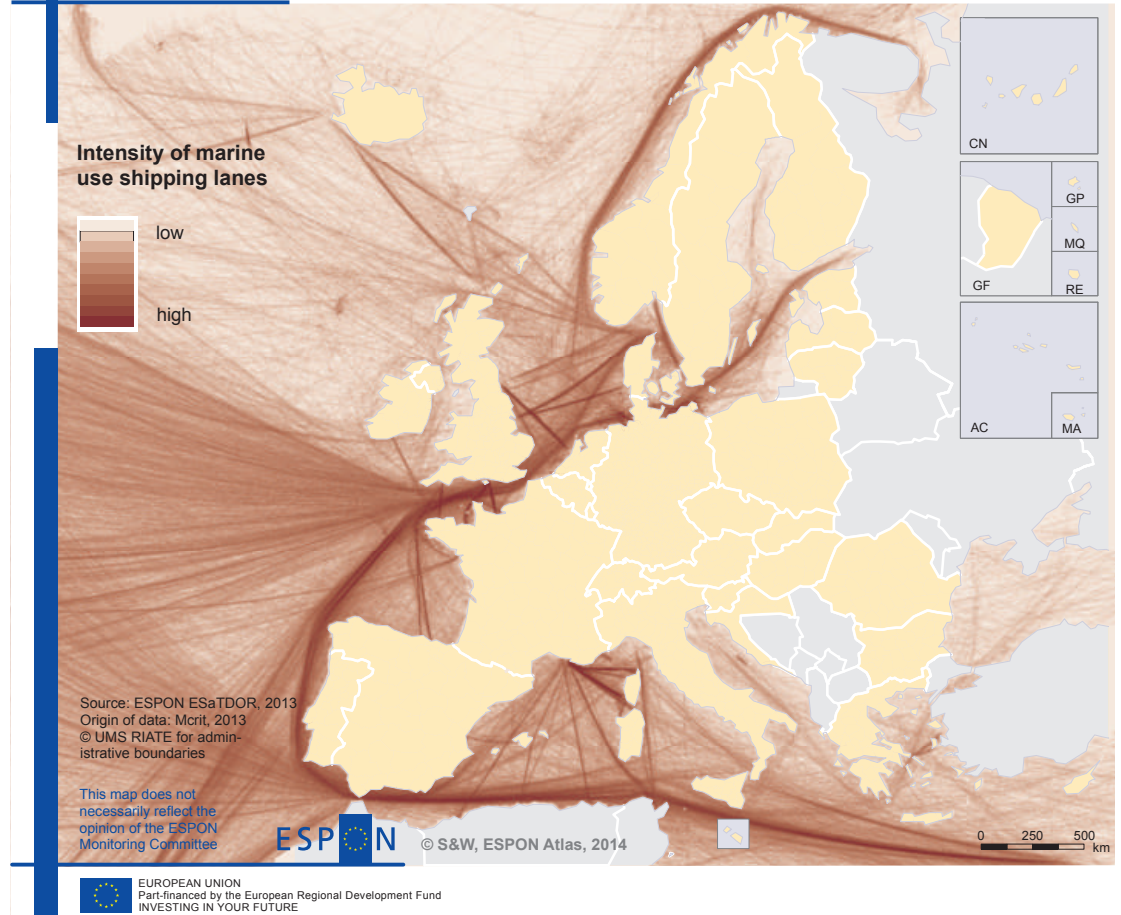 Intensity of marine
use shipping lanes
low
high
CN
GP
MQ
GF
RE
AC
MA
Source: ESPON ESaTDOR, 2013
Origin of data: Mcrit, 2013
© UMS RIATE for admin-
istrative boundaries
This map does not
necessarily reflect the
opinion of the ESPON
Monitoring Committee
ESPON
© S&W, ESPON Atlas, 2014
0 250 500
km
EUROPEAN UNION
Part-financed by the European Regional Development Fund
INVESTING IN YOUR FUTURE